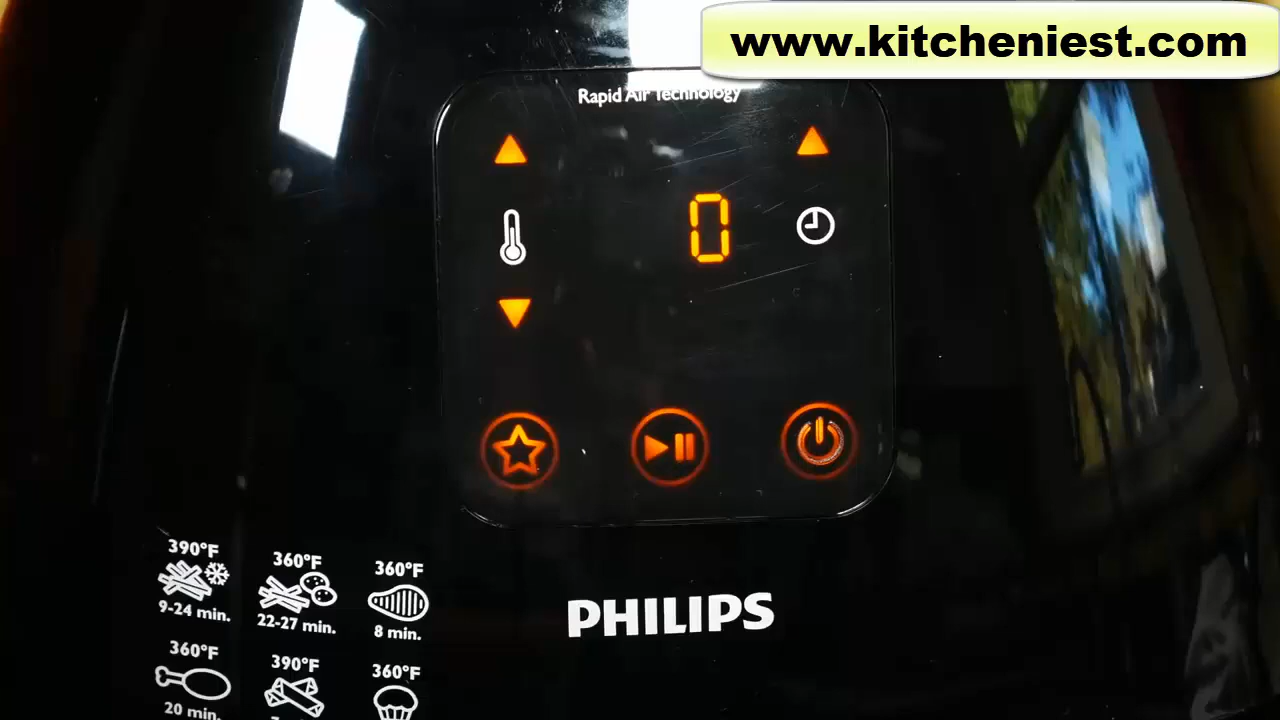 www.kitcheniest.com
Rapid Air Technology
0
390°F
9-24 min.
360°F
22-27 min.
360°F
8 min.
PHILIPS
360°F
20 min.
390°F
360°F